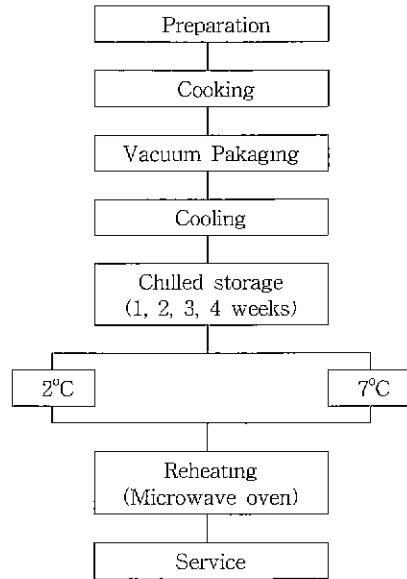 Preparation
Cooking
Vacuum Pakaging
Cooling
Chilled storage
(1, 2, 3, 4 weeks)
2°C
7°C
Reheating
(Microwave oven)
Service